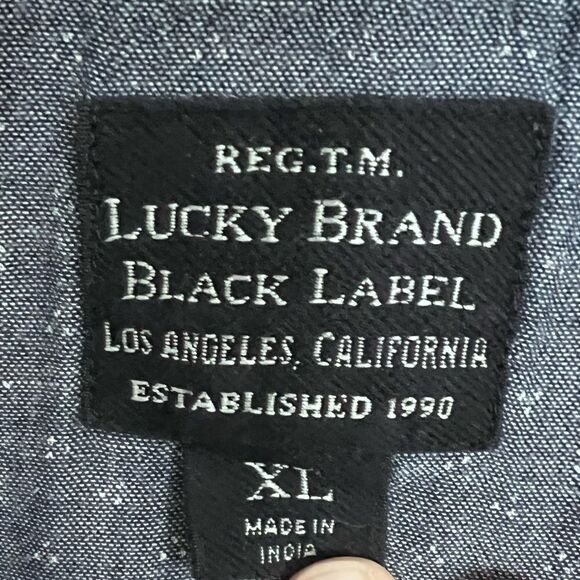 REG.T.M.
LUCKY BRAND
BLACK LABEL
LOS ANGELES, CALIFORNIA
ESTABLISHED 1990
XL
MADE IN
INDIA